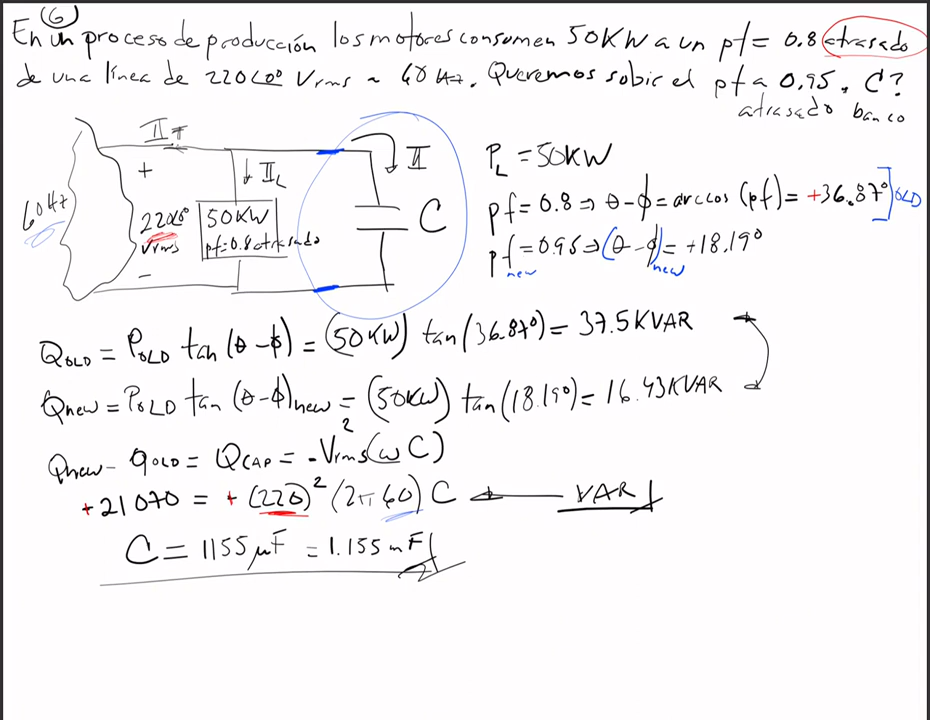 (6)
En un proceso de producción los motores consumen 50KW a un pf = 0.8 atrasado
de una línea de 220∠0° Vrms ~ 60 Hz. Queremos subir el pf a 0.95. C?
atrasado banco
II_T
+
↓ II_L
II
60Hz
220∠0°
Vrms
-
50KW
pf=0.8 atrasado
C
P_L = 50KW
pf = 0.8 ⇒ θ-ϕ = arccos (pf) = +36.87° ] OLD
pf_new = 0.95 ⇒ (θ-ϕ)_new = +18.19°
Q_OLD = P_OLD tan (θ-ϕ) = (50KW) tan(36.87°) = 37.5KVAR
Q_new = P_OLD tan (θ-ϕ)_new = (50KW) tan(18.19°) = 16.43KVAR
Q_new - Q_OLD = Q_CAP = -V²rms(ωC)
+21070 = +(220)² (2π 60) C ← VAR
C = 1155 μF = 1.155mF